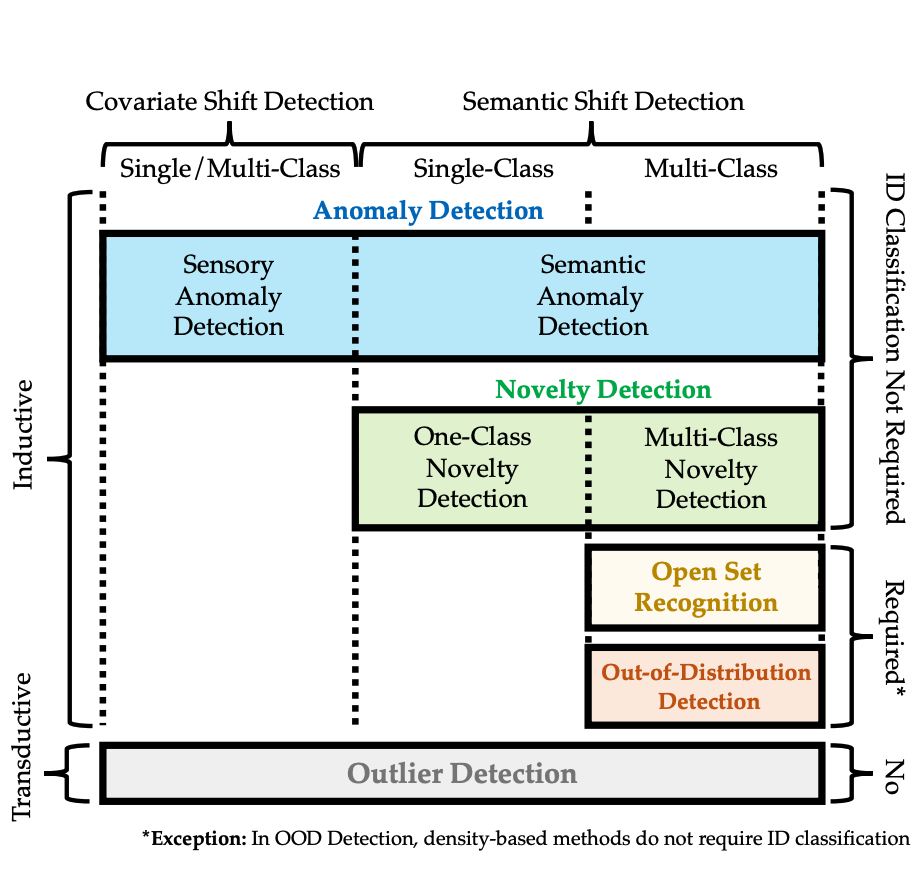 Covariate Shift Detection
Semantic Shift Detection
Single/Multi-Class
Single-Class
Multi-Class
Anomaly Detection
Sensory
Anomaly
Detection
Semantic
Anomaly
Detection
Novelty Detection
One-Class
Novelty
Detection
Multi-Class
Novelty
Detection
Open Set
Recognition
Out-of-Distribution
Detection
Outlier Detection
Inductive
Transductive
ID Classification Not Required
Required*
No
*Exception: In OOD Detection, density-based methods do not require ID classification